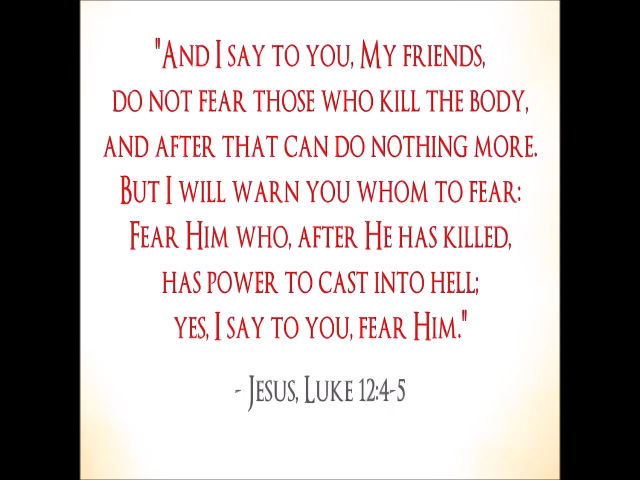 "And I say to you, My friends,
do not fear those who kill the body,
and after that can do nothing more.
But I will warn you whom to fear:
Fear Him who, after He has killed,
has power to cast into hell;
yes, I say to you, fear Him."
- Jesus, Luke 12:4-5